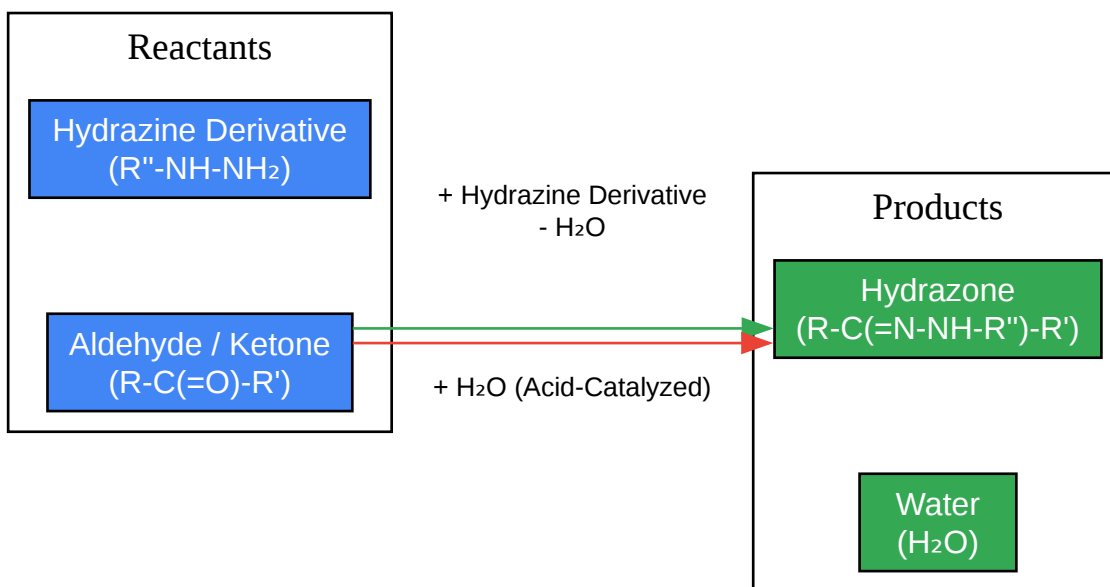 Reactants
Hydrazine Derivative
(R''-NH-NH₂)
Aldehyde / Ketone
(R-C(=O)-R')
+ Hydrazine Derivative
- H₂O
+ H₂O (Acid-Catalyzed)
Products
Hydrazone
(R-C(=N-NH-R'')-R')
Water
(H₂O)